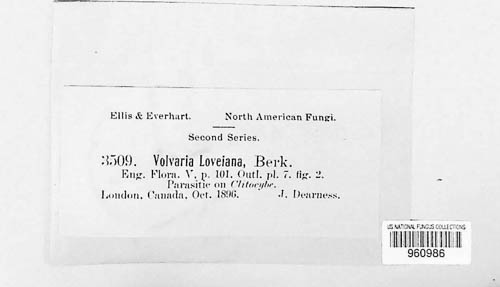 Ellis & Everhart. North American Fungi.
Second Series.
3509. Volvaria Loveiana, Berk.
Eng. Flora. V, p. 101. Outl. pl. 7. fig. 2.
Parasitic on Clitocybe.
London, Canada, Oct. 1896. J. Dearness.
US NATIONAL FUNGUS COLLECTIONS
960986